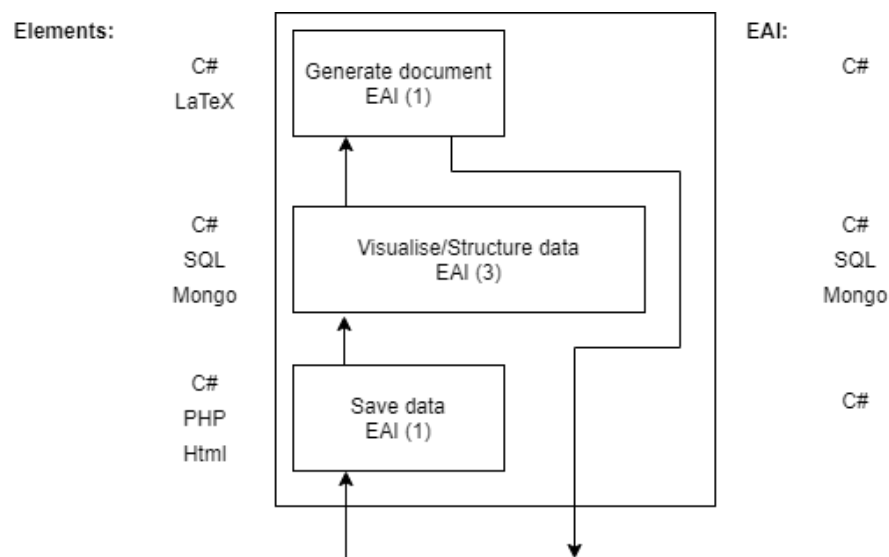 Elements:
EAI:
C#
LaTeX
Generate document
EAI (1)
C#
C#
SQL
Mongo
Visualise/Structure data
EAI (3)
C#
SQL
Mongo
C#
PHP
Html
Save data
EAI (1)
C#